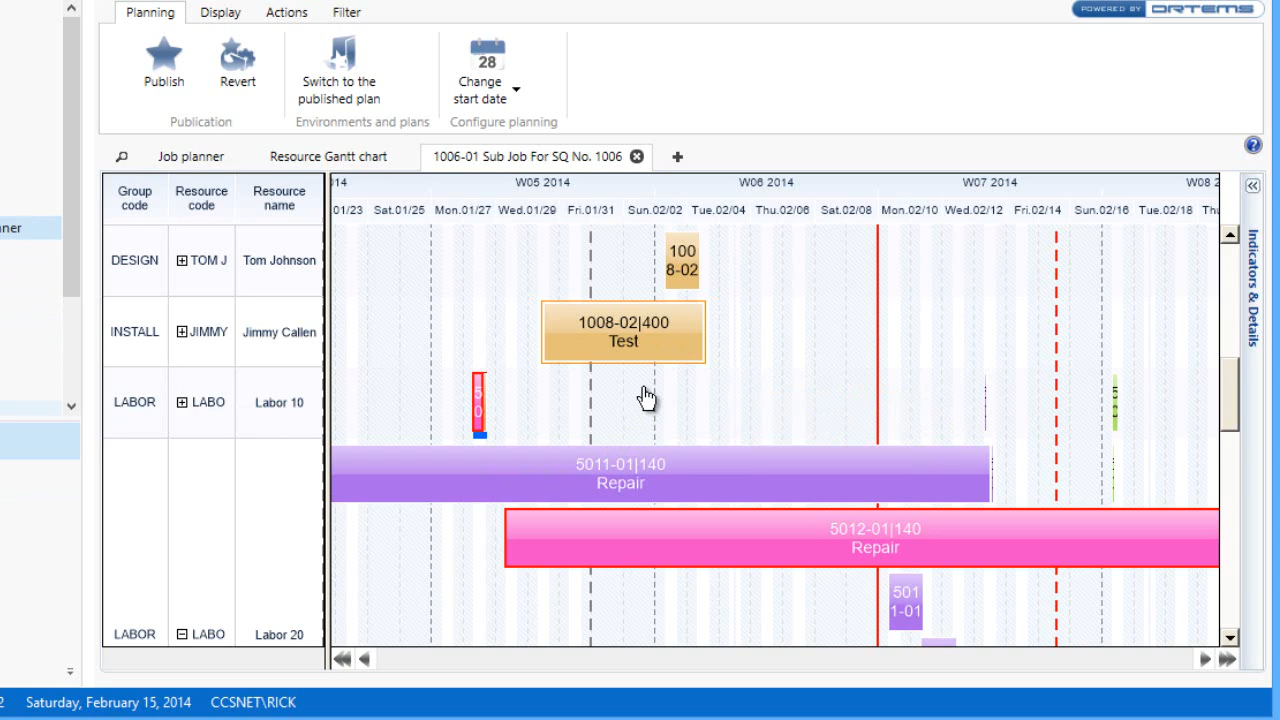 Planning Display Actions Filter
POWERED BY ORTEMS
28
Publish Revert Switch to the published plan Change start date
Publication Environments and plans Configure planning
Job planner Resource Gantt chart 1006-01 Sub Job For SQ No. 1006
Group code Resource code Resource name
014 W05 2014 W06 2014 W07 2014 W08 2
01/23 Sat.01/25 Mon.01/27 Wed.01/29 Fri.01/31 Sun.02/02 Tue.02/04 Thu.02/06 Sat.02/08 Mon.02/10 Wed.02/12 Fri.02/14 Sun.02/16 Tue.02/18 Thu
Indicators & Details
nner
DESIGN TOM J Tom Johnson
100
8-02
INSTALL JIMMY Jimmy Callen
1008-02|400
Test
LABOR LABO Labor 10
5
0
5011-01|140
Repair
5012-01|140
Repair
501
1-01
LABOR LABO Labor 20
2 Saturday, February 15, 2014 CCSNET\RICK